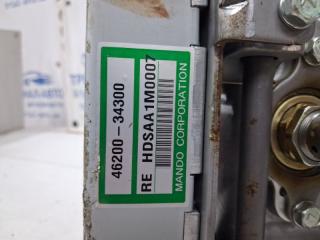 46200-34300
RE HDSAA1M0007
MANDO CORPORATION